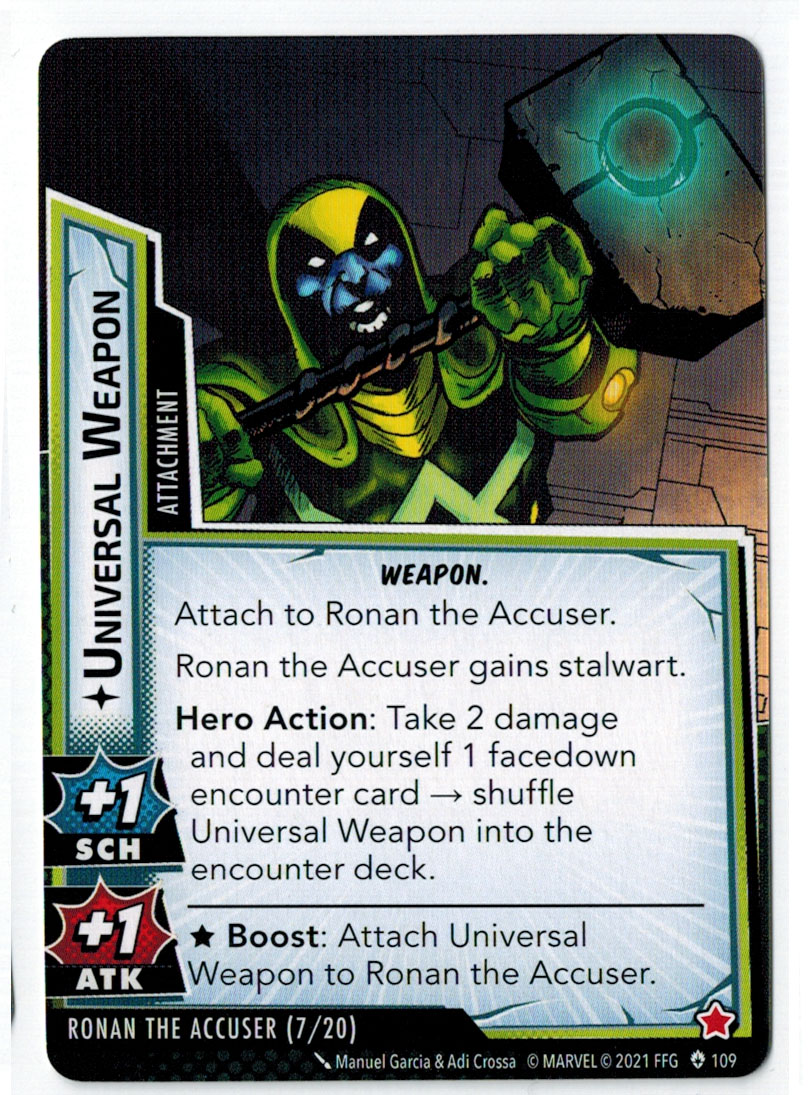 UNIVERSAL WEAPON
ATTACHMENT
WEAPON.
Attach to Ronan the Accuser.
Ronan the Accuser gains stalwart.
Hero Action: Take 2 damage
and deal yourself 1 facedown
encounter card → shuffle
Universal Weapon into the
encounter deck.
+1
SCH
+1
ATK
★ Boost: Attach Universal
Weapon to Ronan the Accuser.
RONAN THE ACCUSER (7/20)
Manuel Garcia & Adi Crossa © MARVEL © 2021 FFG 109